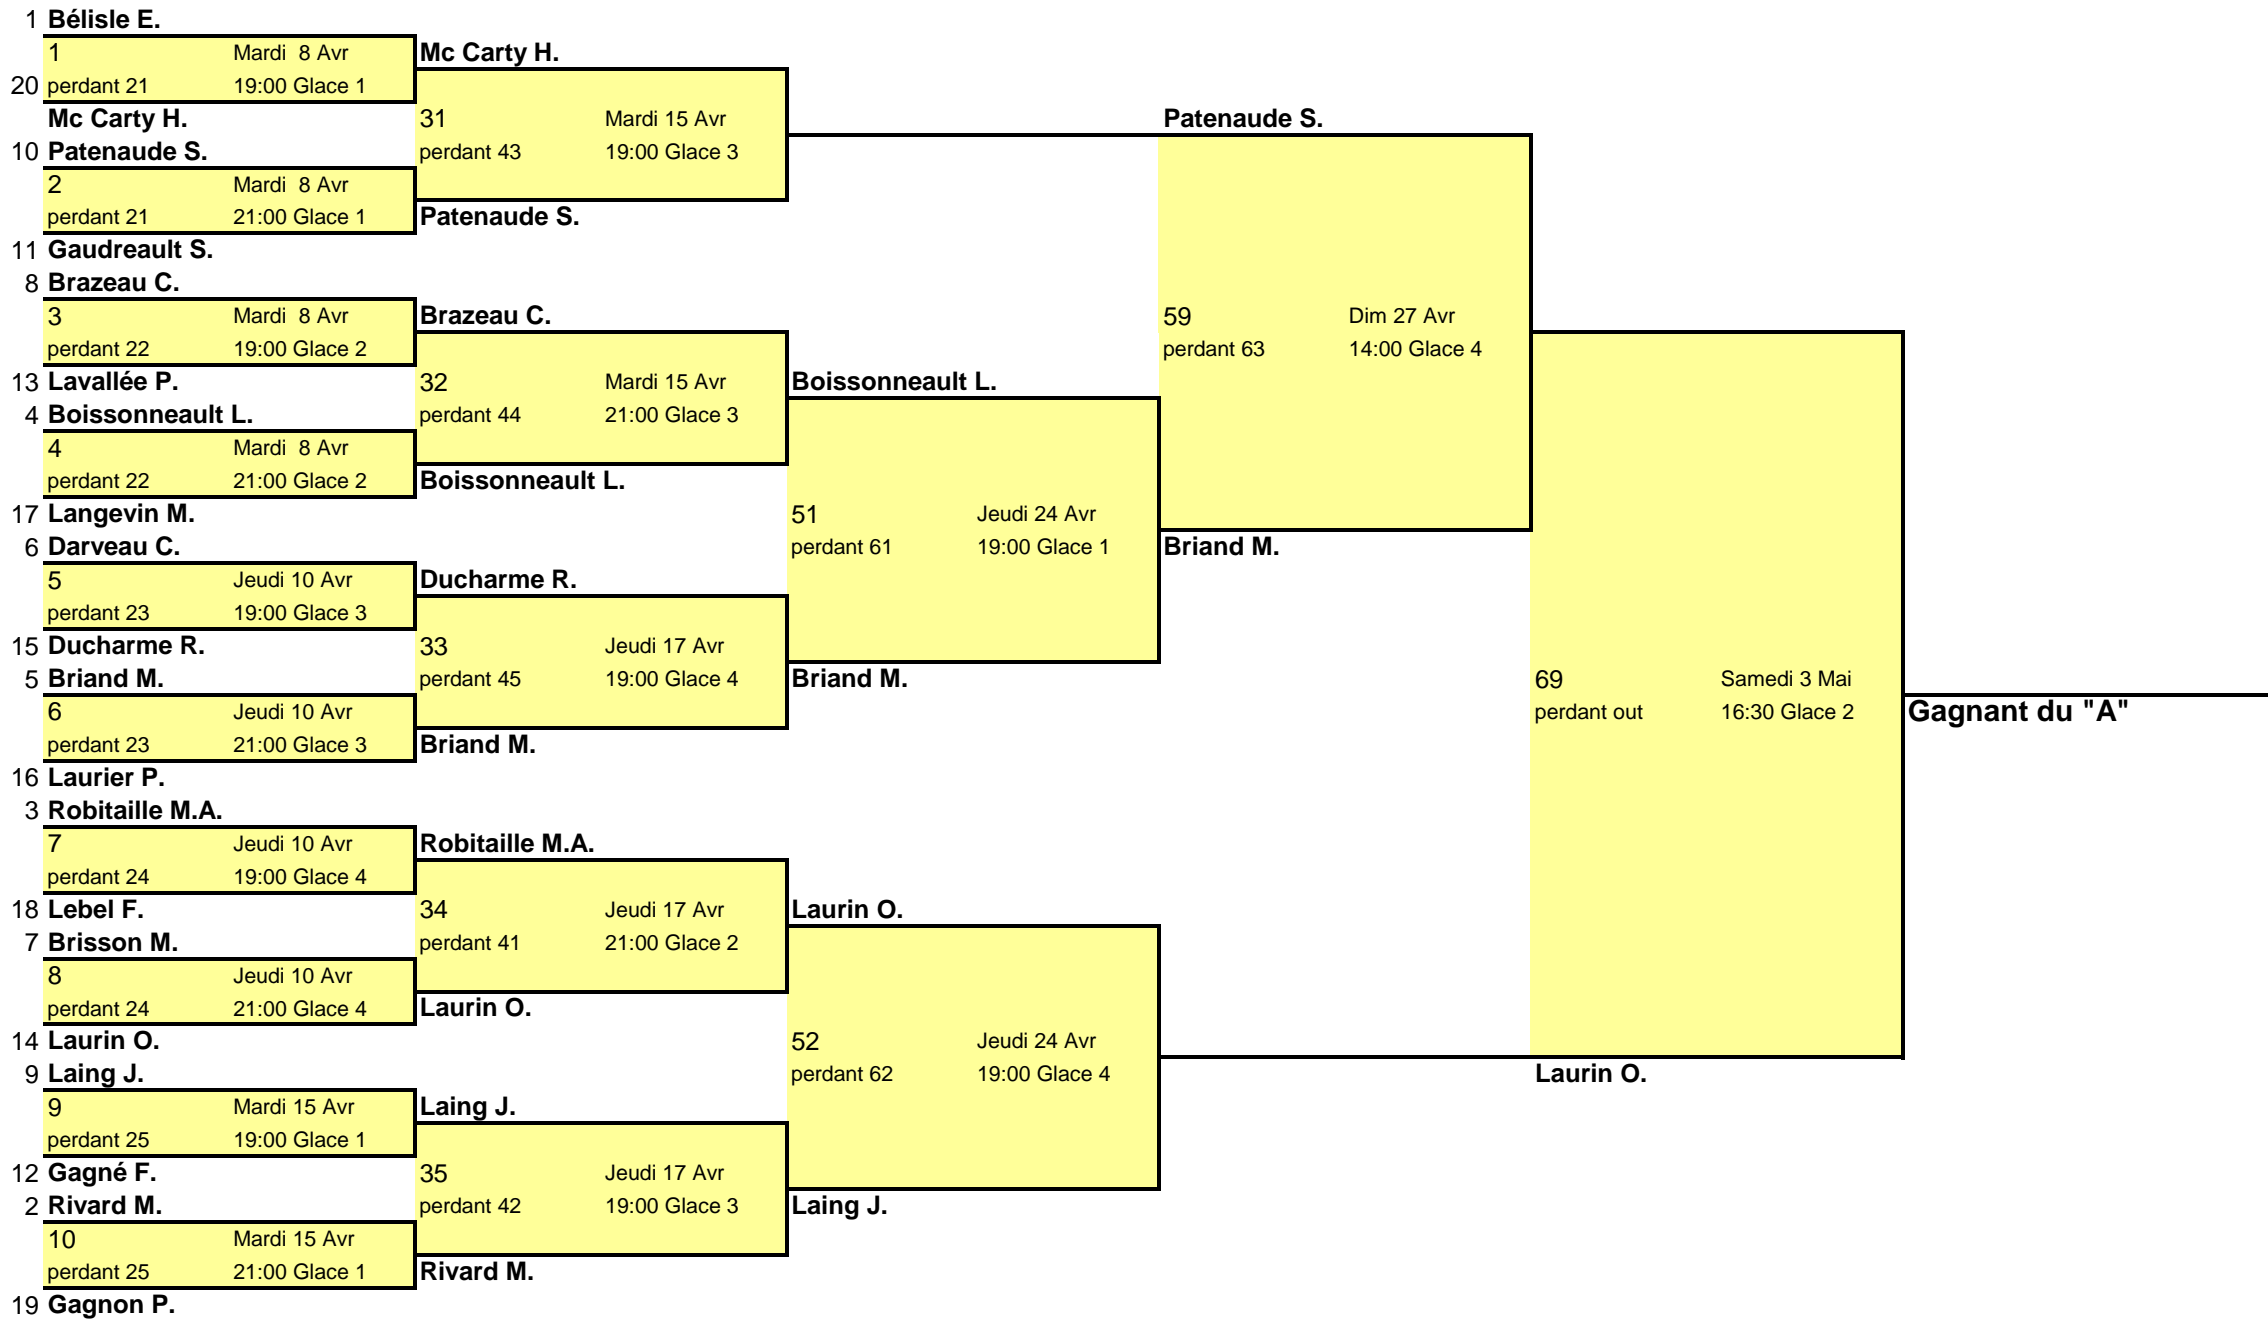 1 Bélisle E.
1 Mardi 8 Avr Mc Carty H.
20 perdant 21 19:00 Glace 1
Mc Carty H. 31 Mardi 15 Avr Patenaude S.
10 Patenaude S. perdant 43 19:00 Glace 3
2 Mardi 8 Avr
perdant 21 21:00 Glace 1 Patenaude S.
11 Gaudreault S.
8 Brazeau C.
3 Mardi 8 Avr Brazeau C. 59 Dim 27 Avr
perdant 22 19:00 Glace 2 perdant 63 14:00 Glace 4
13 Lavallée P. 32 Mardi 15 Avr Boissonneault L.
4 Boissonneault L. perdant 44 21:00 Glace 3
4 Mardi 8 Avr
perdant 22 21:00 Glace 2 Boissonneault L.
17 Langevin M. 51 Jeudi 24 Avr
6 Darveau C. perdant 61 19:00 Glace 1 Briand M.
5 Jeudi 10 Avr Ducharme R.
perdant 23 19:00 Glace 3
15 Ducharme R. 33 Jeudi 17 Avr
5 Briand M. perdant 45 19:00 Glace 4 Briand M. 69 Samedi 3 Mai
6 Jeudi 10 Avr perdant out 16:30 Glace 2 Gagnant du "A"
perdant 23 21:00 Glace 3 Briand M.
16 Laurier P.
3 Robitaille M.A.
7 Jeudi 10 Avr Robitaille M.A.
perdant 24 19:00 Glace 4
18 Lebel F. 34 Jeudi 17 Avr Laurin O.
7 Brisson M. perdant 41 21:00 Glace 2
8 Jeudi 10 Avr
perdant 24 21:00 Glace 4 Laurin O.
14 Laurin O. 52 Jeudi 24 Avr
9 Laing J. perdant 62 19:00 Glace 4 Laurin O.
9 Mardi 15 Avr Laing J.
perdant 25 19:00 Glace 1
12 Gagné F. 35 Jeudi 17 Avr
2 Rivard M. perdant 42 19:00 Glace 3 Laing J.
10 Mardi 15 Avr
perdant 25 21:00 Glace 1 Rivard M.
19 Gagnon P.